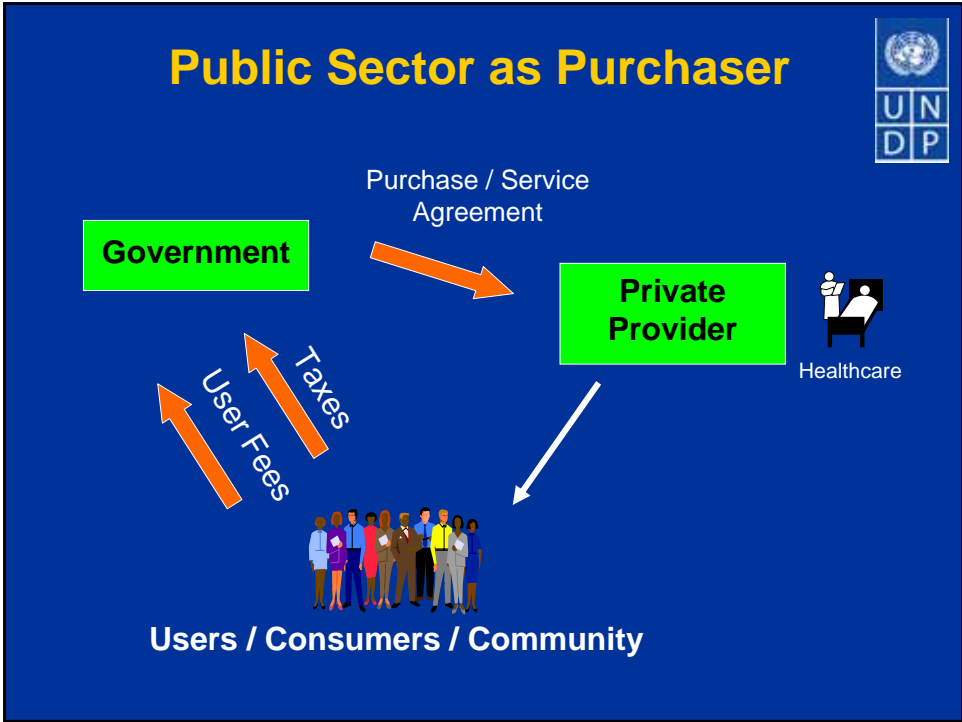 Public Sector as Purchaser
U N
D P
Purchase / Service
Agreement
Government
Private
Provider
Healthcare
Taxes
User Fees
Users / Consumers / Community